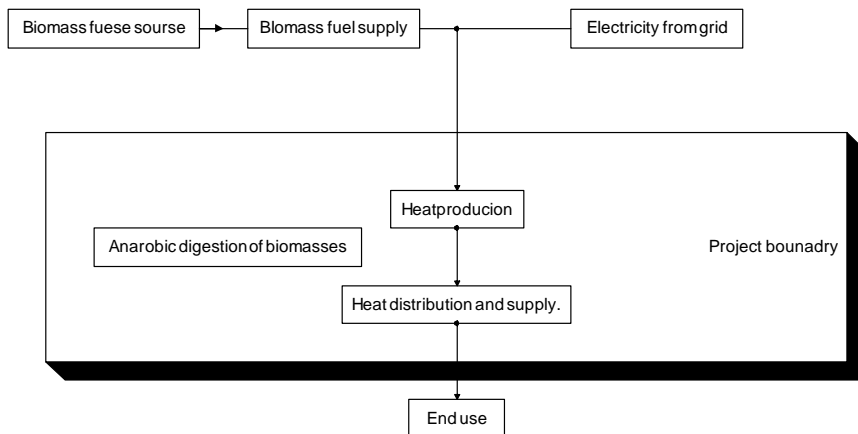 Biomass fuese sourse
BIomass fuel supply
Electricity from grid
Heatproducion
Anarobic digestion of biomasses
Project bounadry
Heat distribution and supply.
End use